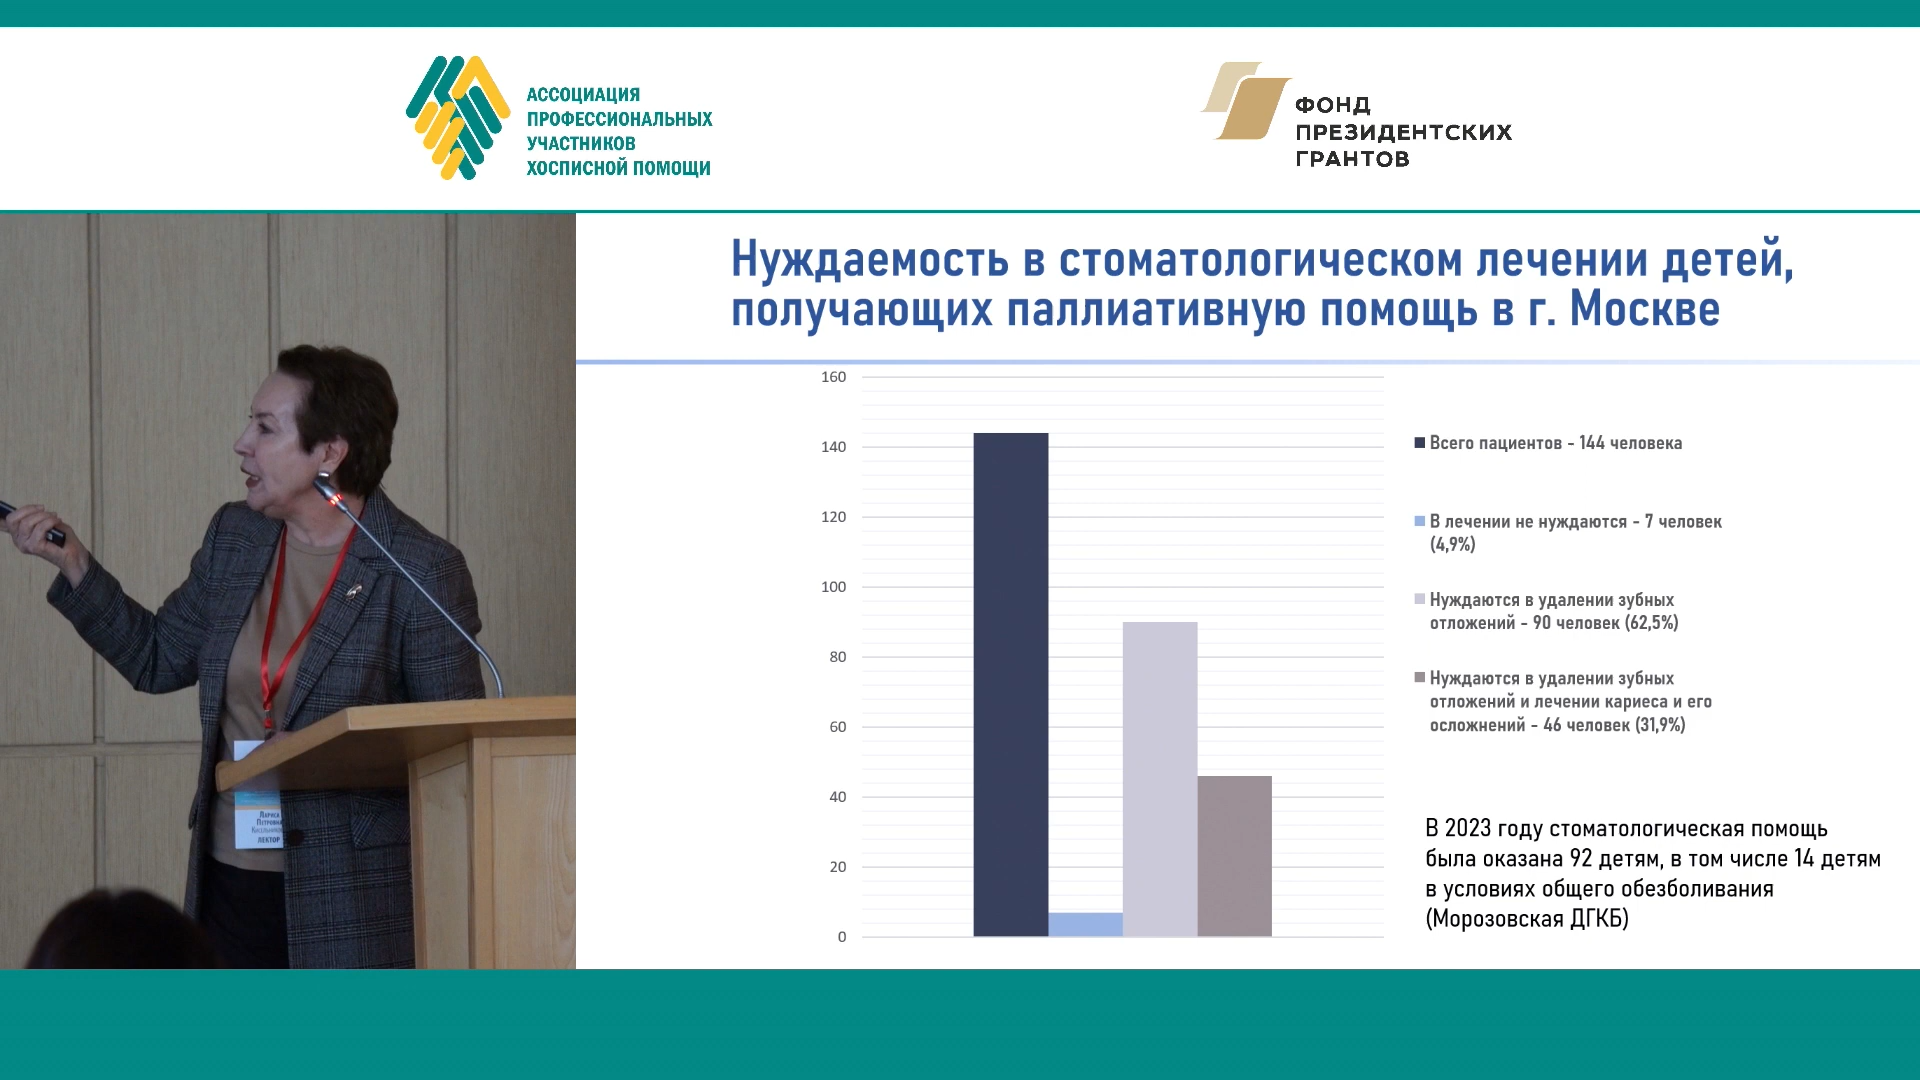 АССОЦИАЦИЯ
ПРОФЕССИОНАЛЬНЫХ
УЧАСТНИКОВ
ХОСПИСНОЙ ПОМОЩИ
ФОНД
ПРЕЗИДЕНТСКИХ
ГРАНТОВ
Нуждаемость в стоматологическом лечении детей,
получающих паллиативную помощь в г. Москве
160
140
120
100
80
60
40
20
0
Всего пациентов - 144 человека
В лечении не нуждаются - 7 человек
(4,9%)
Нуждаются в удалении зубных
отложений - 90 человек (62,5%)
Нуждаются в удалении зубных
отложений и лечении кариеса и его
осложнений - 46 человек (31,9%)
В 2023 году стоматологическая помощь
была оказана 92 детям, в том числе 14 детям
в условиях общего обезболивания
(Морозовская ДГКБ)
Лариса
Петровна
ЛЕКТОР